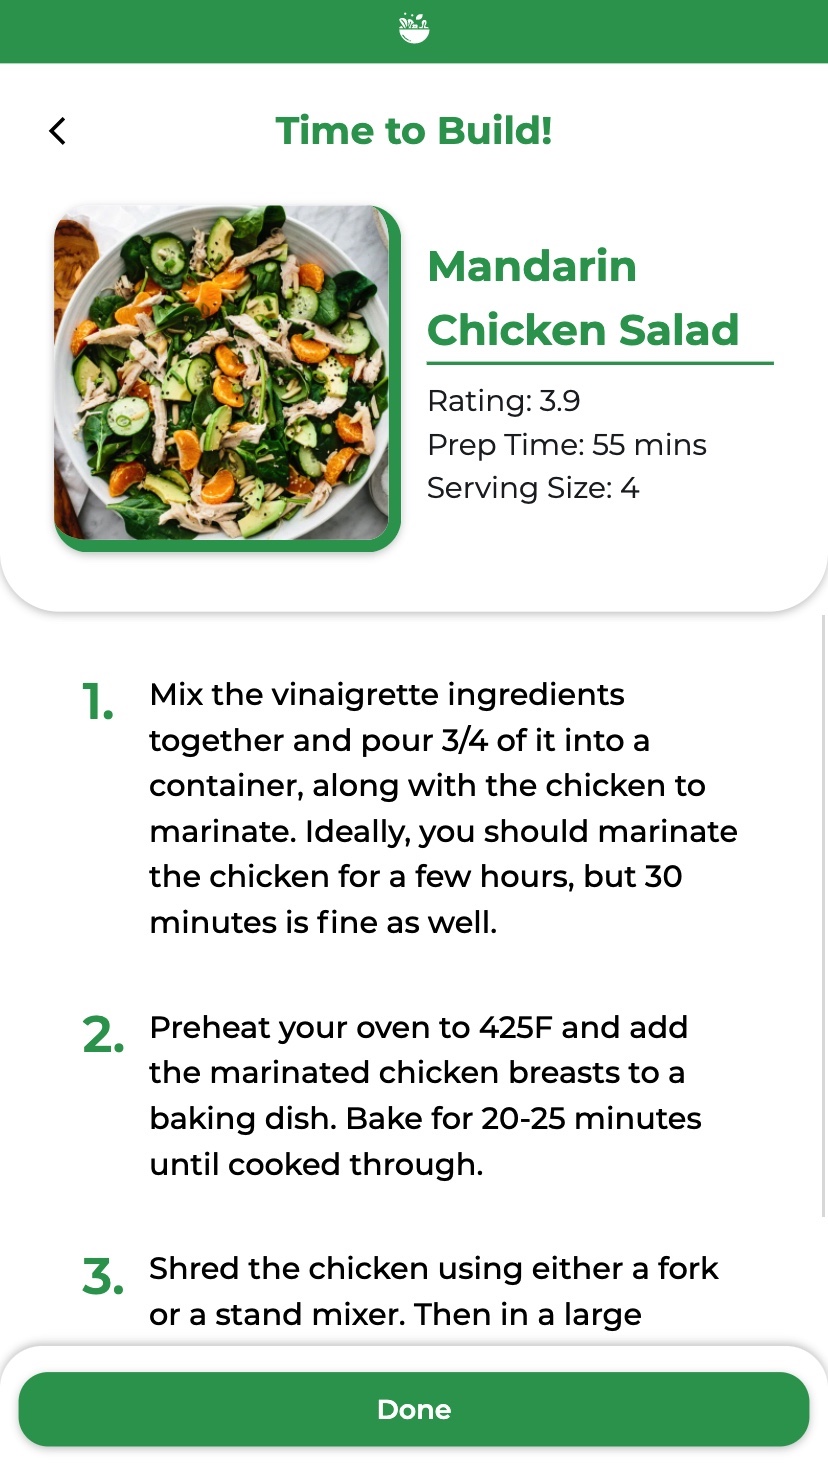 Time to Build!
Mandarin
Chicken Salad
Rating: 3.9
Prep Time: 55 mins
Serving Size: 4
1. Mix the vinaigrette ingredients
together and pour 3/4 of it into a
container, along with the chicken to
marinate. Ideally, you should marinate
the chicken for a few hours, but 30
minutes is fine as well.
2. Preheat your oven to 425F and add
the marinated chicken breasts to a
baking dish. Bake for 20-25 minutes
until cooked through.
3. Shred the chicken using either a fork
or a stand mixer. Then in a large
Done